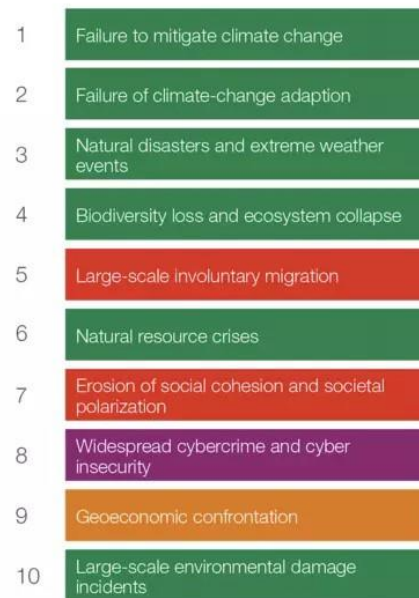 1
Failure to mitigate climate change
2
Failure of climate-change adaption
3
Natural disasters and extreme weather
events
4
Biodiversity loss and ecosystem collapse
5
Large-scale involuntary migration
6
Natural resource crises
7
Erosion of social cohesion and societal
polarization
8
Widespread cybercrime and cyber
insecurity
9
Geoeconomic confrontation
10
Large-scale environmental damage
incidents